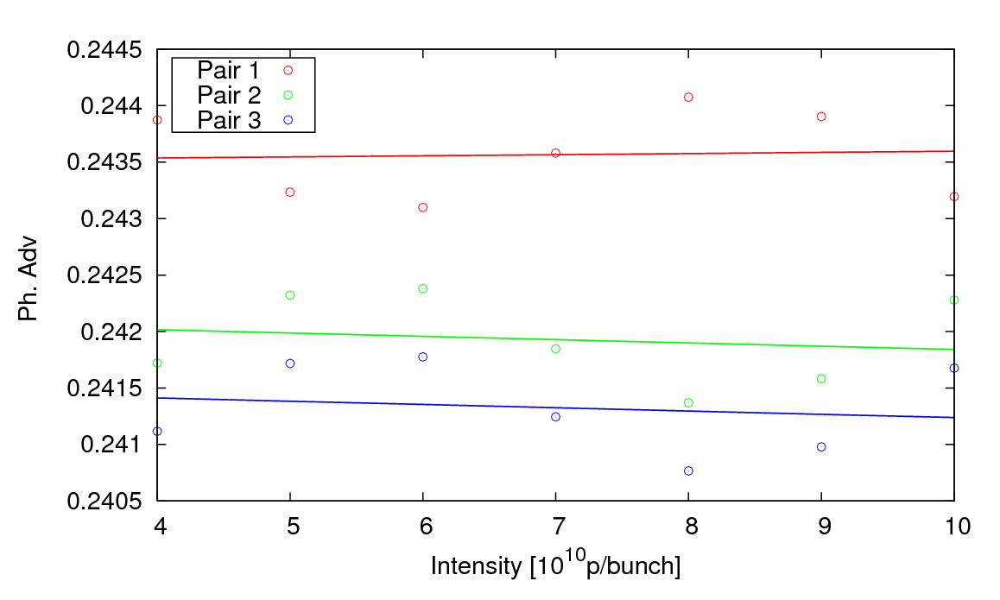 0.2445
0.244
0.2435
0.243
0.2425
0.242
0.2415
0.241
0.2405
Ph. Adv
Pair 1
Pair 2
Pair 3
4 5 6 7 8 9 10
Intensity [10^10p/bunch]